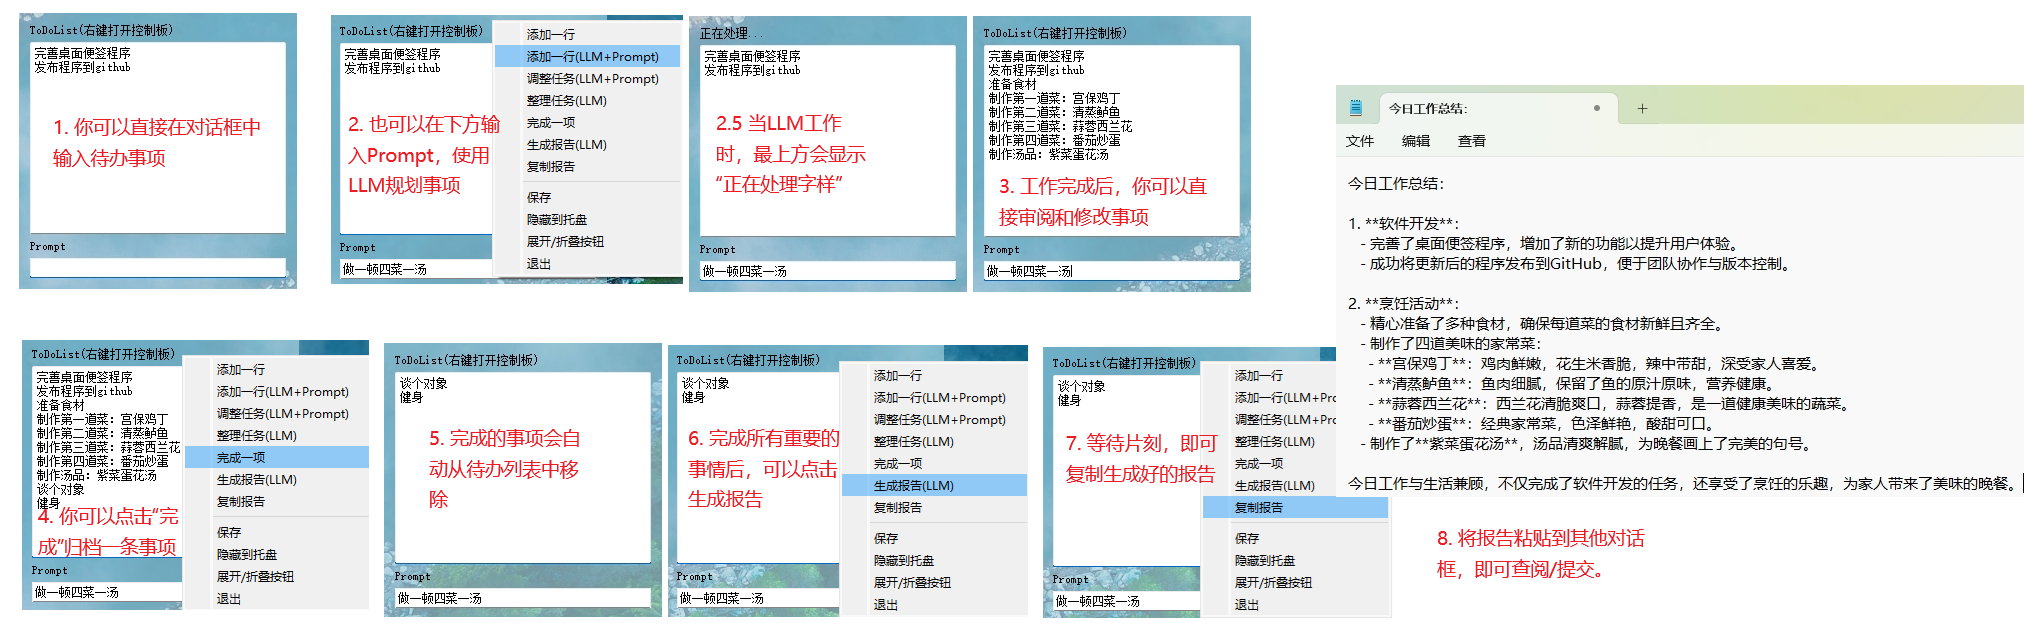 ToDoList(右键打开控制板)
完善桌面便签程序
发布程序到github
1. 你可以直接在对话框中
输入待办事项
Prompt
ToDoList(右键打开控制板)
完善桌面便签程序
发布程序到github
2. 也可以在下方输
入Prompt，使用
LLM规划事项
Prompt
做一顿四菜一汤
添加一行
添加一行(LLM+Prompt)
调整任务(LLM+Prompt)
整理任务(LLM)
完成一项
生成报告(LLM)
复制报告
保存
隐藏到托盘
展开/折叠按钮
退出
正在处理...
完善桌面便签程序
发布程序到github
2.5 当LLM工作
时，最上方会显示
“正在处理字样”
Prompt
做一顿四菜一汤
ToDoList(右键打开控制板)
完善桌面便签程序
发布程序到github
准备食材
制作第一道菜：宫保鸡丁
制作第二道菜：清蒸鲈鱼
制作第三道菜：蒜蓉西兰花
制作第四道菜：番茄炒蛋
制作汤品：紫菜蛋花汤
3. 工作完成后，你可以直
接审阅和修改事项
Prompt
做一顿四菜一汤
ToDoList(右键打开控制板)
完善桌面便签程序
发布程序到github
准备食材
制作第一道菜：宫保鸡丁
制作第二道菜：清蒸鲈鱼
制作第三道菜：蒜蓉西兰花
制作第四道菜：番茄炒蛋
制作汤品：紫菜蛋花汤
谈个对象
健身
4. 你可以点击“完
成”归档一条事项
Prompt
做一顿四菜一汤
添加一行
添加一行(LLM+Prompt)
调整任务(LLM+Prompt)
整理任务(LLM)
完成一项
生成报告(LLM)
复制报告
保存
隐藏到托盘
展开/折叠按钮
退出
ToDoList(右键打开控制板)
谈个对象
健身
5. 完成的事项会自
动从待办列表中移
除
Prompt
做一顿四菜一汤
ToDoList(右键打开控制板)
谈个对象
健身
6. 完成所有重要的
事情后，可以点击
生成报告
Prompt
做一顿四菜一汤
添加一行
添加一行(LLM+Prompt)
调整任务(LLM+Prompt)
整理任务(LLM)
完成一项
生成报告(LLM)
复制报告
保存
隐藏到托盘
展开/折叠按钮
退出
ToDoList(右键打开控制板)
谈个对象
健身
7. 等待片刻，即可
复制生成好的报告
Prompt
做一顿四菜一汤
添加一行
添加一行(LLM+Pro
调整任务(LLM+Pro
整理任务(LLM)
完成一项
生成报告(LLM)
复制报告
保存
隐藏到托盘
展开/折叠按钮
退出
今日工作总结:
文件 编辑 查看
今日工作总结：
1. **软件开发**：
- 完善了桌面便签程序，增加了新的功能以提升用户体验。
- 成功将更新后的程序发布到GitHub，便于团队协作与版本控制。
2. **烹饪活动**：
- 精心准备了多种食材，确保每道菜的食材新鲜且齐全。
- 制作了四道美味的家常菜：
- **宫保鸡丁**：鸡肉鲜嫩，花生米香脆，辣中带甜，深受家人喜爱。
- **清蒸鲈鱼**：鱼肉细腻，保留了鱼的原汁原味，营养健康。
- **蒜蓉西兰花**：西兰花清脆爽口，蒜蓉提香，是一道健康美味的蔬菜。
- **番茄炒蛋**：经典家常菜，色泽鲜艳，酸甜可口。
- 制作了**紫菜蛋花汤**，汤品清爽解腻，为晚餐画上了完美的句号。
今日工作与生活兼顾，不仅完成了软件开发的任务，还享受了烹饪的乐趣，为家人带来了美味的晚餐。
8. 将报告粘贴到其他对话
框，即可查阅/提交。